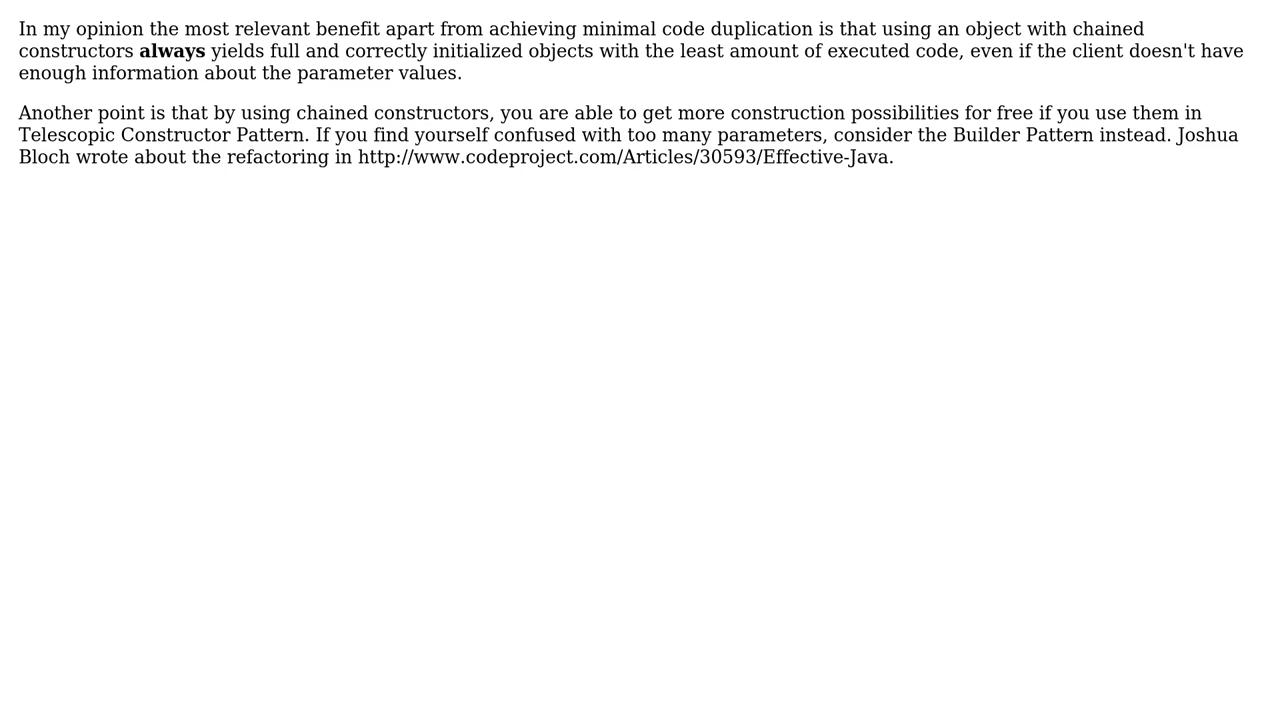 In my opinion the most relevant benefit apart from achieving minimal code duplication is that using an object with chained
constructors always yields full and correctly initialized objects with the least amount of executed code, even if the client doesn't have
enough information about the parameter values.
Another point is that by using chained constructors, you are able to get more construction possibilities for free if you use them in
Telescopic Constructor Pattern. If you find yourself confused with too many parameters, consider the Builder Pattern instead. Joshua
Bloch wrote about the refactoring in http://www.codeproject.com/Articles/30593/Effective-Java.